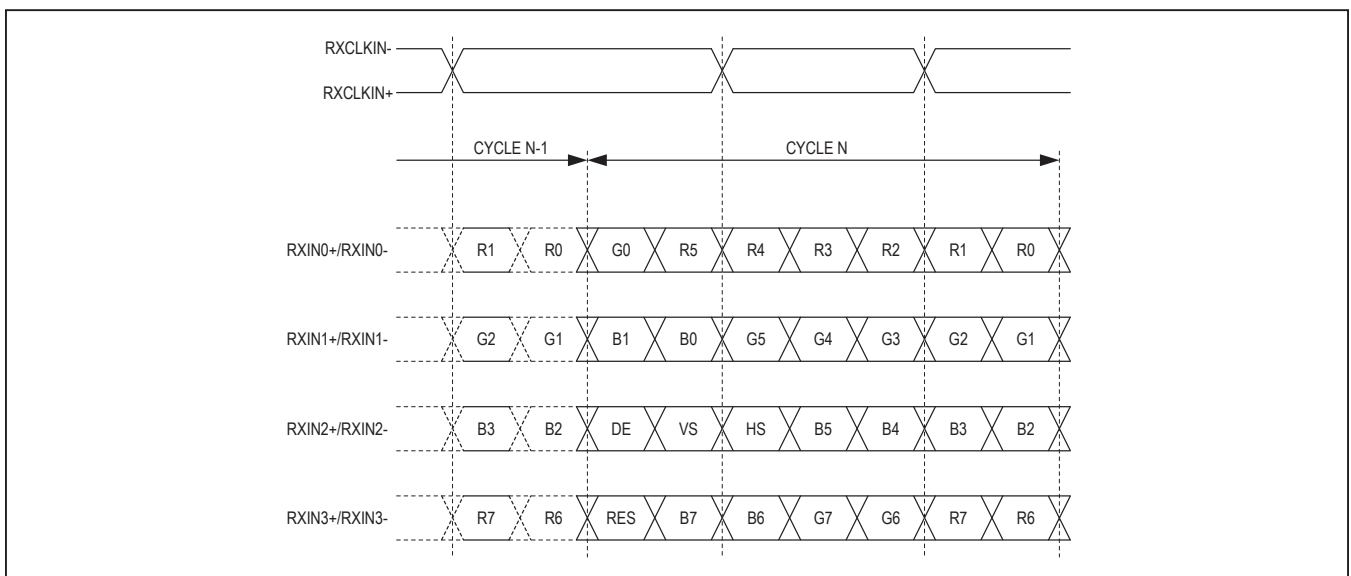 RXCLKIN-
RXCLKIN+
CYCLE N-1 CYCLE N
RXIN0+/RXIN0- R1 R0 G0 R5 R4 R3 R2 R1 R0
RXIN1+/RXIN1- G2 G1 B1 B0 G5 G4 G3 G2 G1
RXIN2+/RXIN2- B3 B2 DE VS HS B5 B4 B3 B2
RXIN3+/RXIN3- R7 R6 RES B7 B6 G7 G6 R7 R6